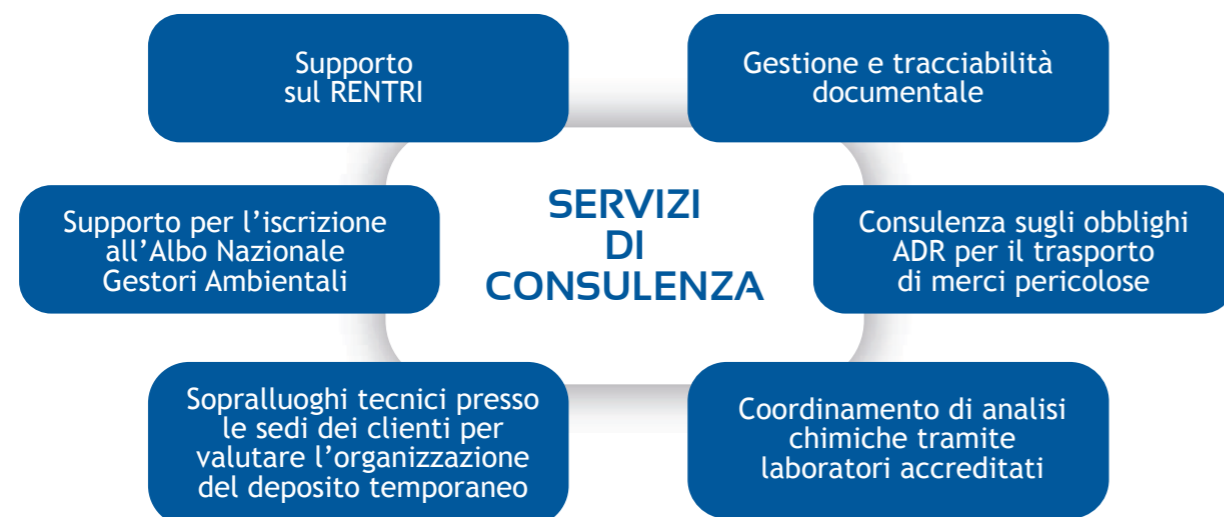 Supporto
sul RENTRI
Gestione e tracciabilità
documentale
SERVIZI
DI
CONSULENZA
Supporto per l’iscrizione
all’Albo Nazionale
Gestori Ambientali
Consulenza sugli obblighi
ADR per il trasporto
di merci pericolose
Sopralluoghi tecnici presso
le sedi dei clienti per
valutare l’organizzazione
del deposito temporaneo
Coordinamento di analisi
chimiche tramite
laboratori accreditati